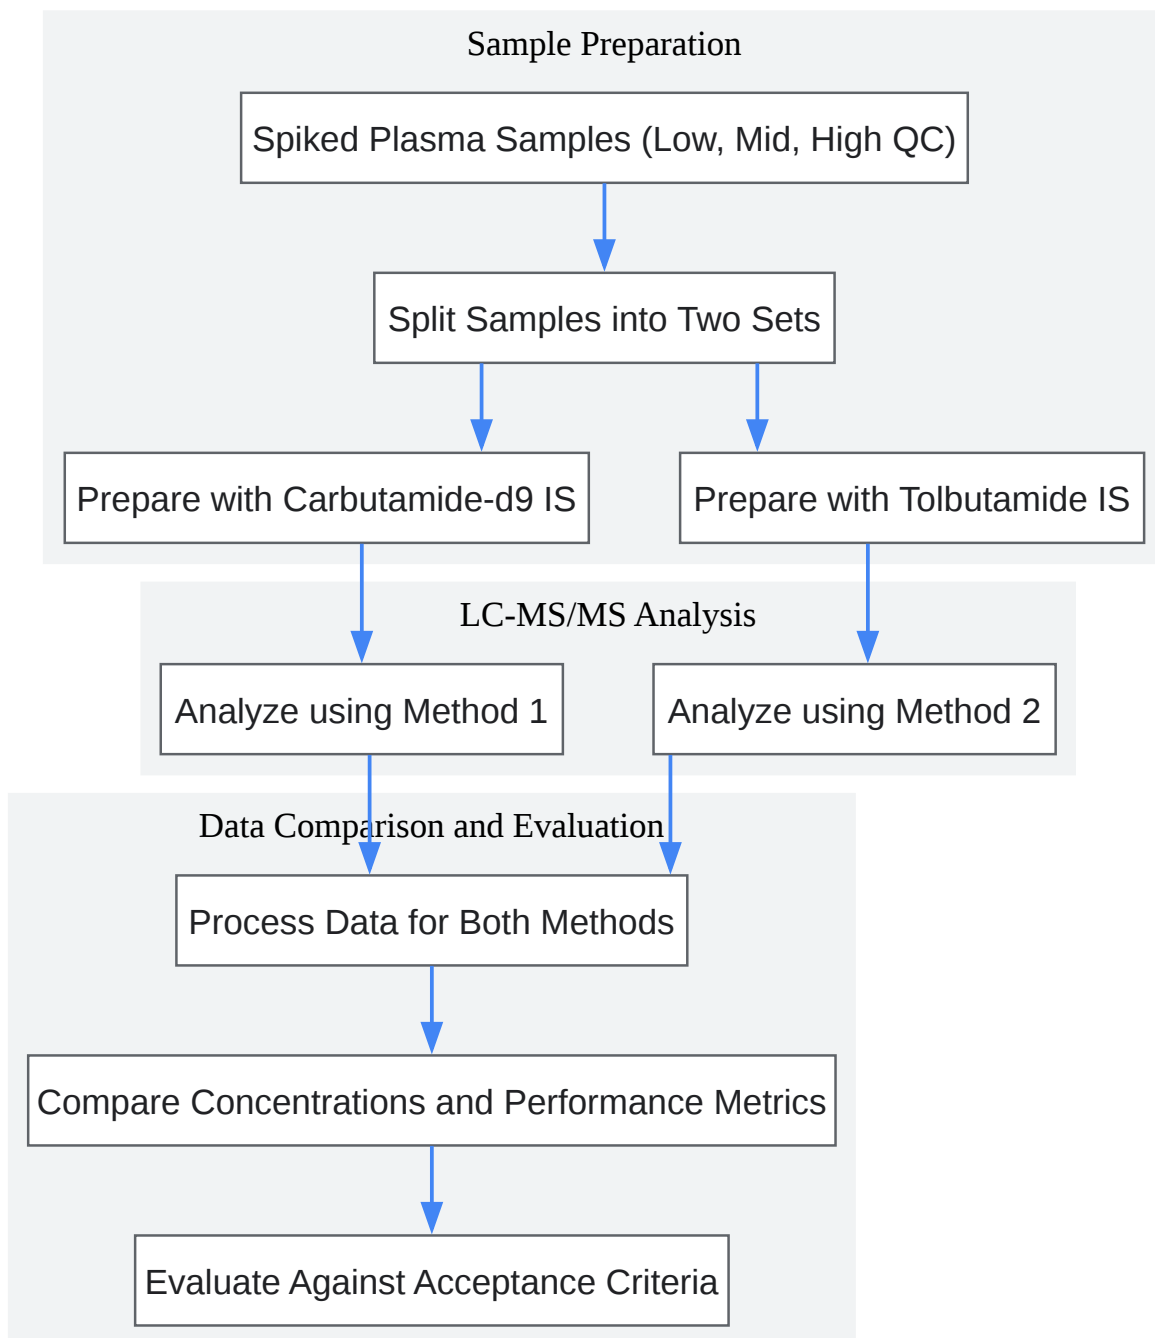 Sample Preparation
Spiked Plasma Samples (Low, Mid, High QC)
Split Samples into Two Sets
Prepare with Carbutamide-d9 IS
Prepare with Tolbutamide IS
LC-MS/MS Analysis
Analyze using Method 1
Analyze using Method 2
Data Comparison and Evaluation
Process Data for Both Methods
Compare Concentrations and Performance Metrics
Evaluate Against Acceptance Criteria